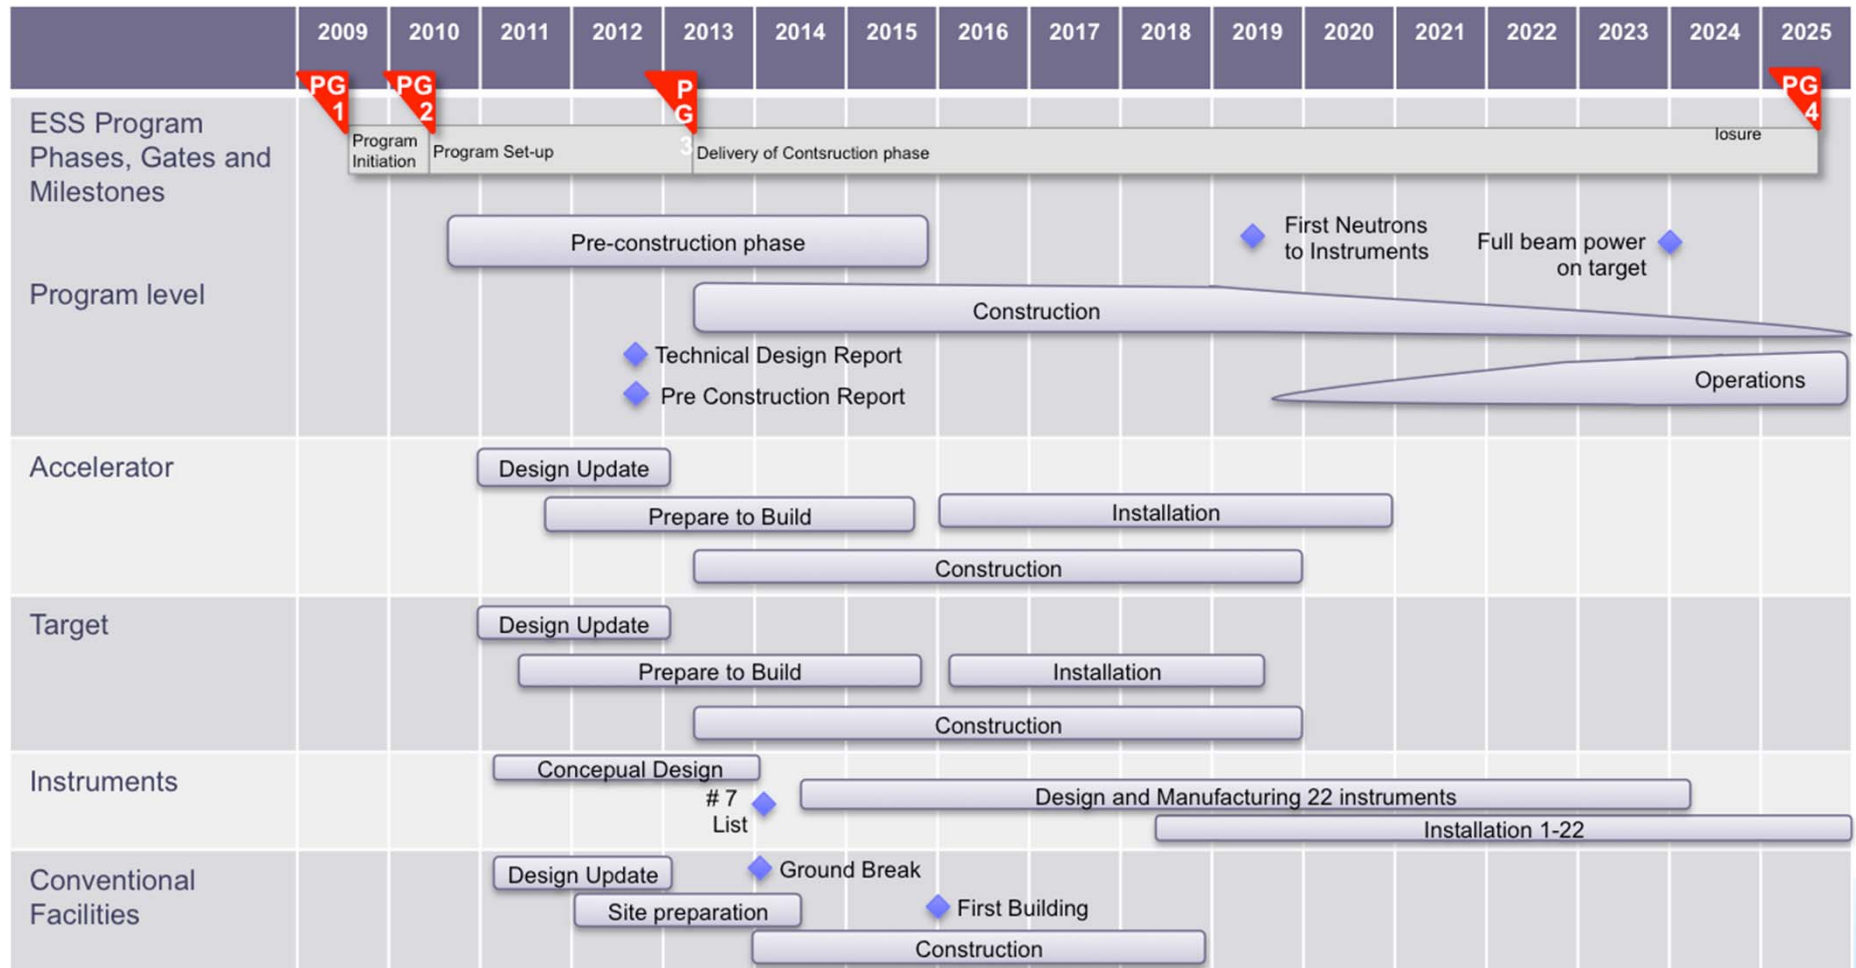 2009 2010 2011 2012 2013 2014 2015 2016 2017 2018 2019 2020 2021 2022 2023 2024 2025
PG
1
PG
2
P
G
3
PG
4
ESS Program
Phases, Gates and
Milestones
Program
Initiation
Program Set-up
Delivery of Contsruction phase
losure
Pre-construction phase
First Neutrons
to Instruments
Full beam power
on target
Program level
Construction
Technical Design Report
Pre Construction Report
Operations
Accelerator
Design Update
Prepare to Build
Installation
Construction
Target
Design Update
Prepare to Build
Installation
Construction
Instruments
Concepual Design
# 7
List
Design and Manufacturing 22 instruments
Installation 1-22
Conventional
Facilities
Design Update
Ground Break
Site preparation
First Building
Construction